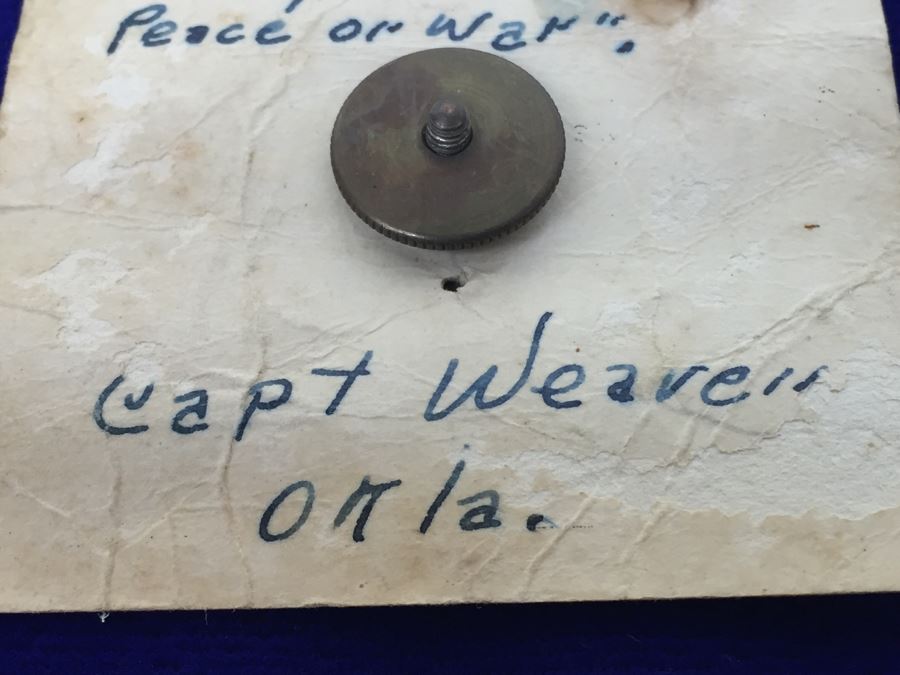 Peace or War".
Capt Weaver
Okla.